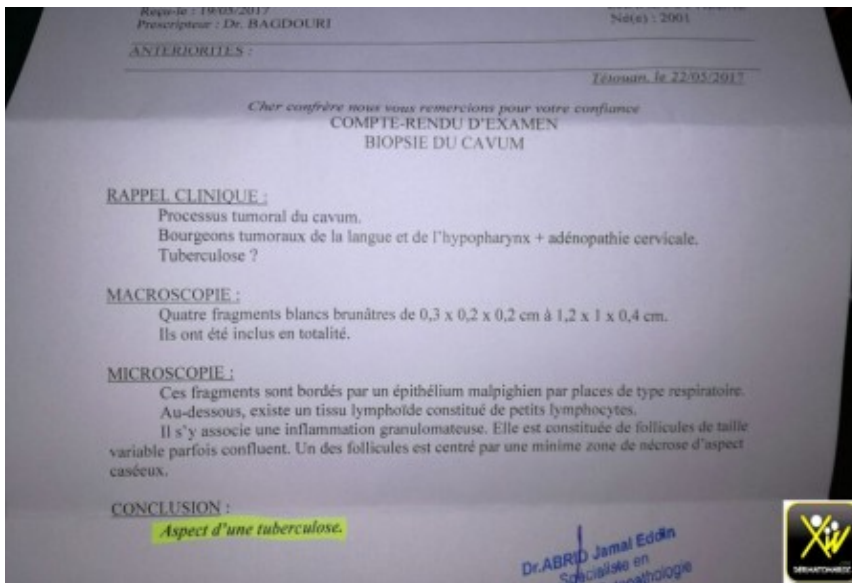 Reçu-le : 19/05/2017
Prescripteur : Dr. BAGDOURI
Né(e) : 2001
ANTERIORITES :
Tétouan, le 22/05/2017
Cher confrère nous vous remercions pour votre confiance
COMPTE-RENDU D'EXAMEN
BIOPSIE DU CAVUM
RAPPEL CLINIQUE :
Processus tumoral du cavum.
Bourgeons tumoraux de la langue et de l'hypopharynx + adénopathie cervicale.
Tuberculose ?
MACROSCOPIE :
Quatre fragments blancs brunâtres de 0,3 x 0,2 x 0,2 cm à 1,2 x 1 x 0,4 cm.
Ils ont été inclus en totalité.
MICROSCOPIE :
Ces fragments sont bordés par un épithélium malpighien par places de type respiratoire.
Au-dessous, existe un tissu lymphoïde constitué de petits lymphocytes.
Il s'y associe une inflammation granulomateuse. Elle est constituée de follicules de taille
variable parfois confluent. Un des follicules est centré par une minime zone de nécrose d'aspect
caséeux.
CONCLUSION :
Aspect d'une tuberculose.
Dr.ABRID Jamal Eddin
Spécialiste en
DERMATOMAROC